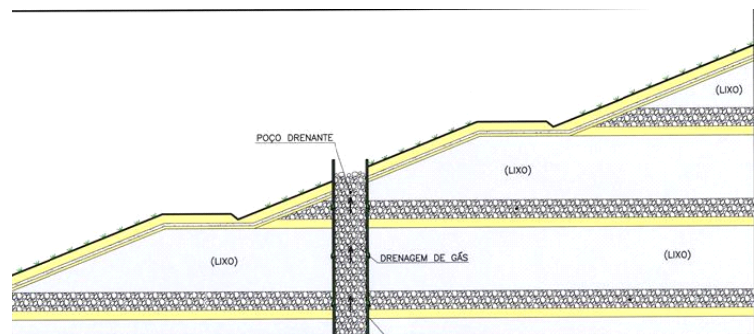 (LIXO)
POÇO DRENANTE
(LIXO)
DRENAGEM DE GÁS
(LIXO)
(LIXO)